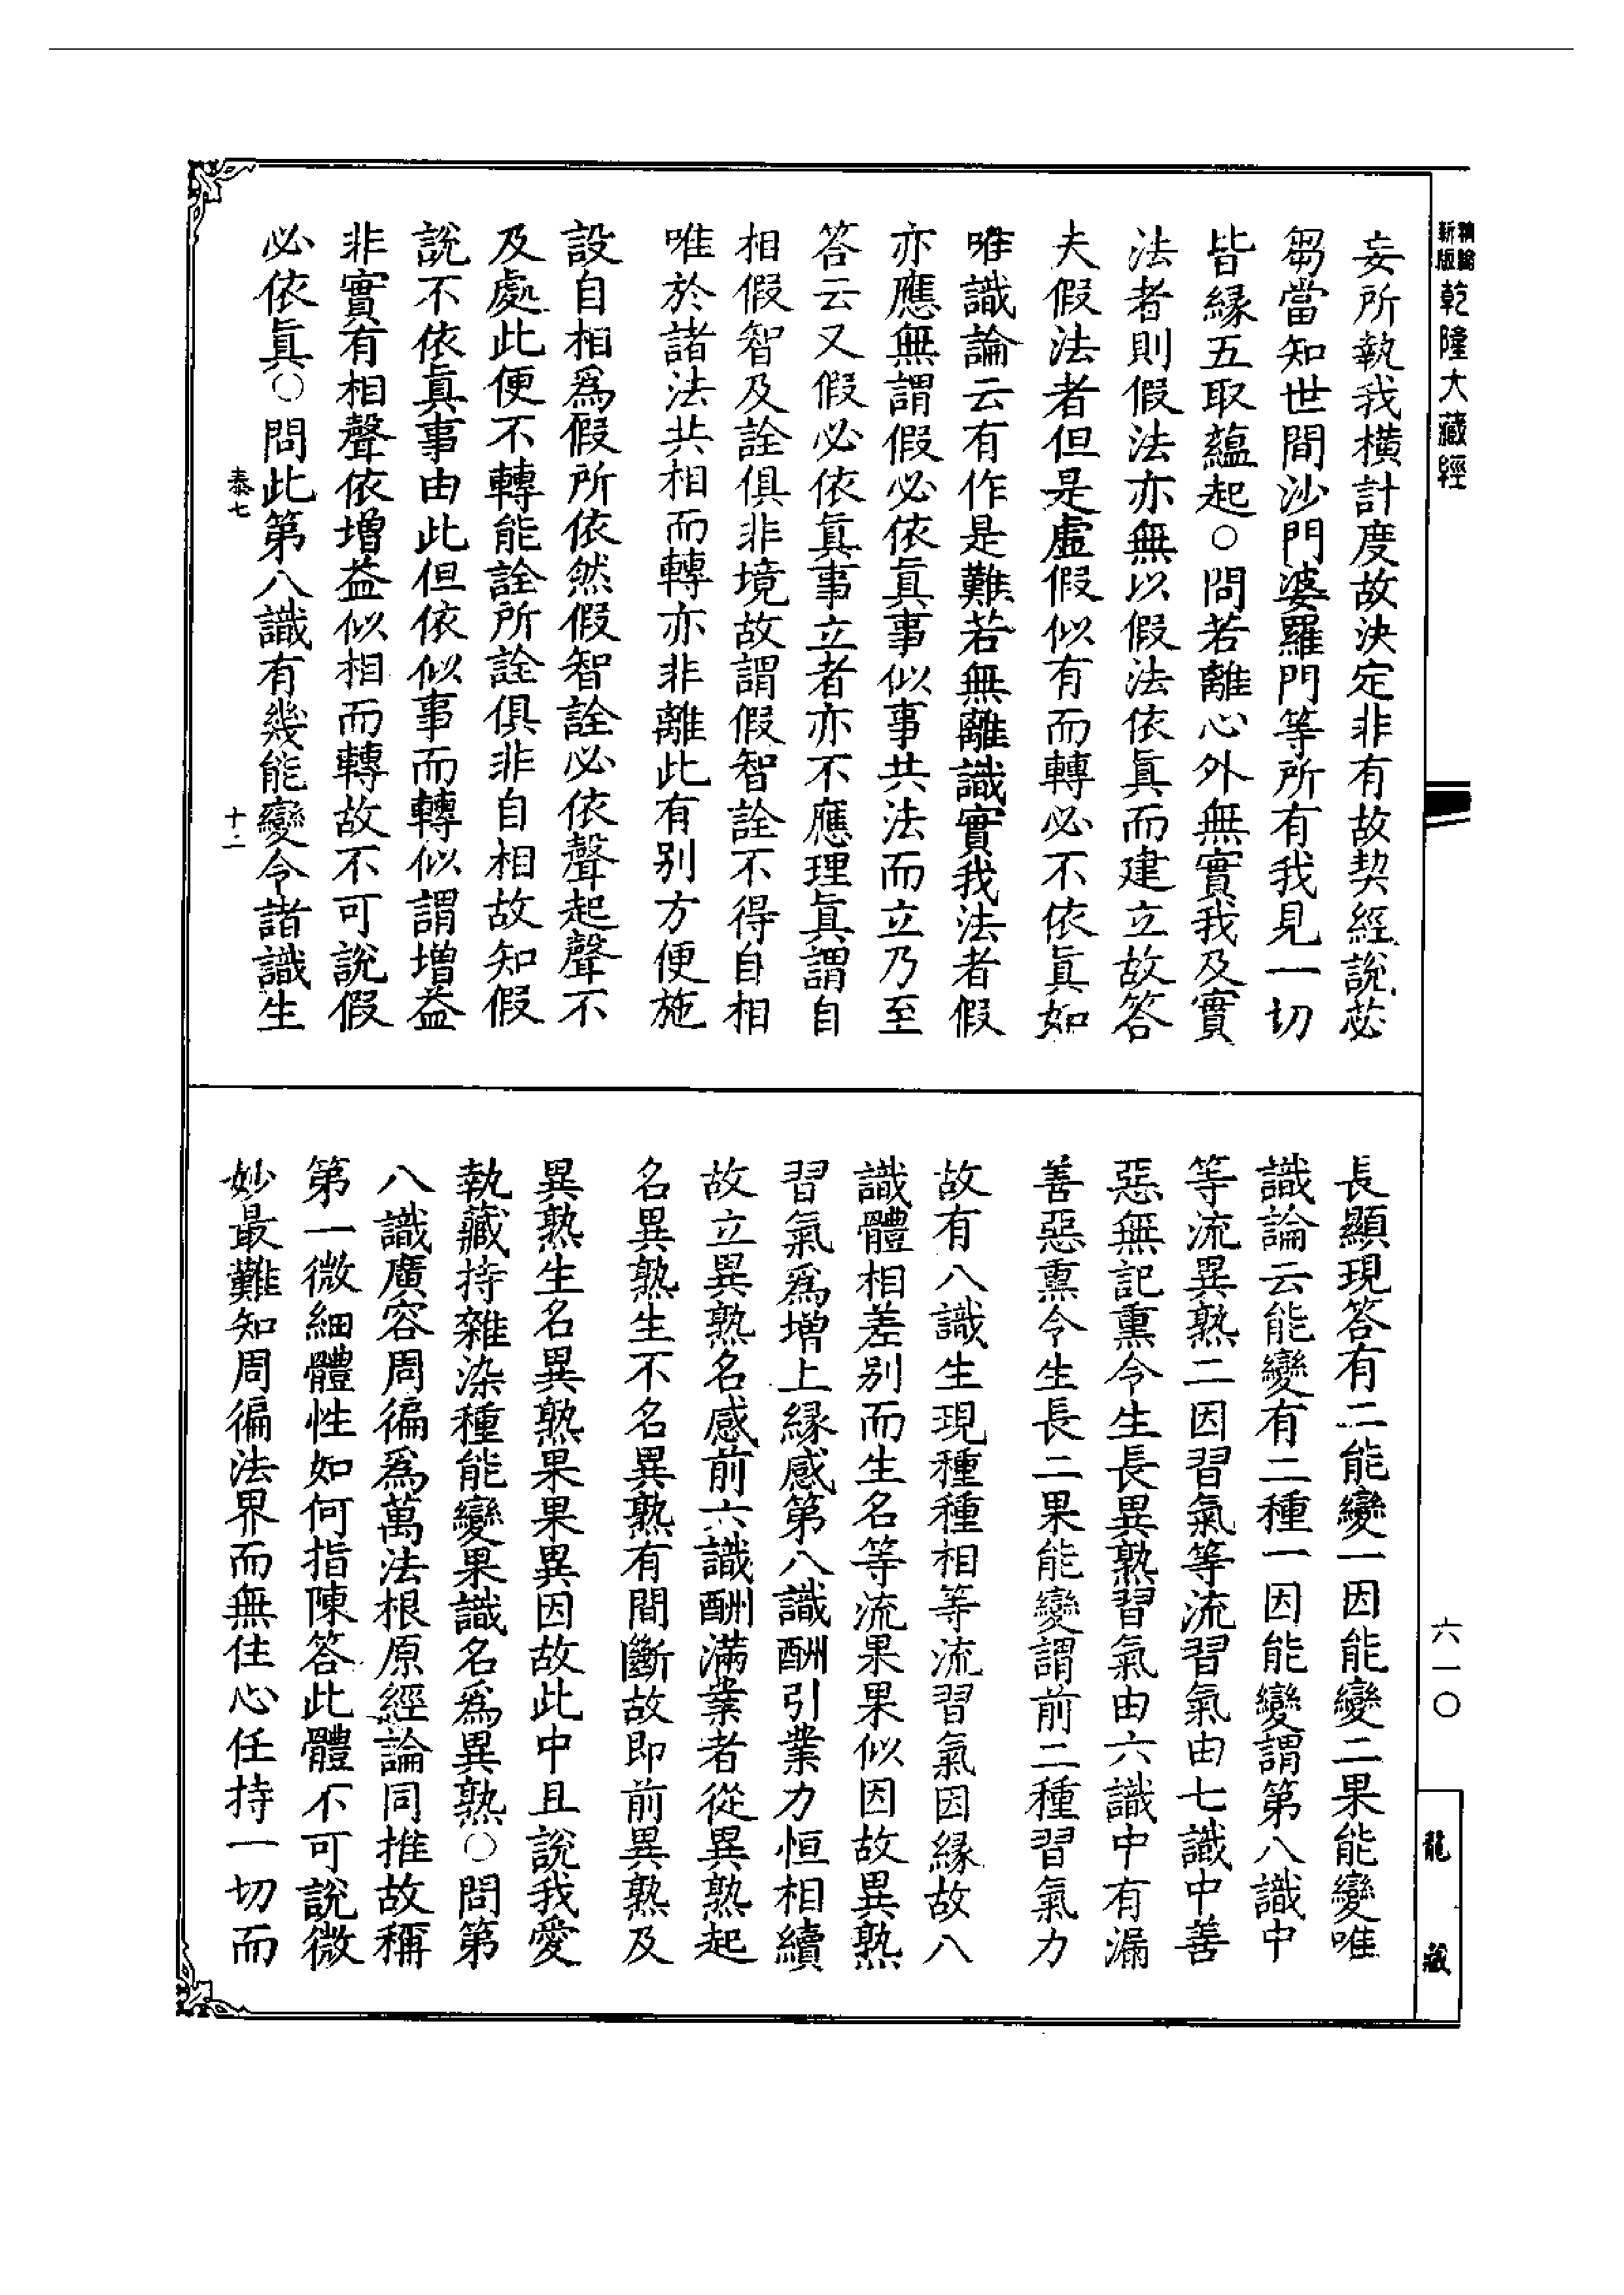 新版
乾隆大藏經
妄所執我橫計度故決定非有故契經說苾
芻當知世間沙門婆羅門等所有我見一切
皆緣五取蘊起○問若離心外無實我及實
法者則假法亦無以假法依眞而建立故答
夫假法者但是虛假似有而轉必不依眞如
唯識論云有作是難若無離識實我法者假
亦應無謂假必依眞事似事共法而立乃至
答云又假必依眞事立者亦不應理眞謂自
相假智及詮俱非境故謂假智詮不得自相
唯於諸法共相而轉亦非離此有別方便施
設自相爲假所依然假智詮必依聲起聲不
及處此便不轉能詮所詮俱非自相故知假
說不依眞事由此但依似事而轉似謂增益
非實有相聲依增益似相而轉故不可說假
必依眞○問此第八識有幾能變令諸識生
泰七
十二
長顯現答有二能變一因能變二果能變唯
識論云能變有二種一因能變謂第八識中
等流異熟二因習氣等流習氣由七識中善
惡無記熏令生長異熟習氣由六識中有漏
善惡熏令生長二果能變謂前二種習氣力
故有八識生現種種相等流習氣因緣故八
識體相差別而生名等流果果似因故異熟
習氣爲增上緣感第八識酬引業力恒相續
故立異熟名感前六識酬滿業者從異熟起
名異熟生不名異熟有間斷故即前異熟及
異熟生名異熟果果異因故此中且說我愛
執藏持雜染種能變果識名爲異熟○問第
八識廣容周徧爲萬法根原經論同推故稱
第一微細體性如何指陳答此體不可說微
妙最難知周徧法界而無住心任持一切而
六一〇
龍藏